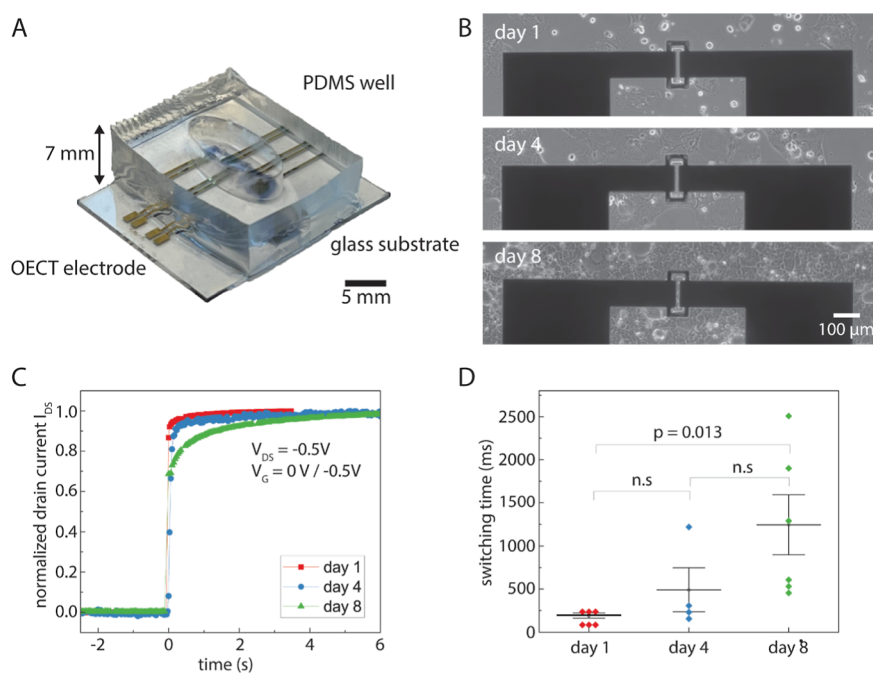 A
PDMS well
7 mm
glass substrate
OECT electrode
5 mm
B
day 1
day 4
day 8
100 µm
C
normalized drain current I_DS
1.0
0.8
0.6
0.4
0.2
0.0
V_DS = -0.5V
V_G = 0 V / -0.5V
day 1
day 4
day 8
-2 0 2 4 6
time (s)
D
switching time (ms)
2500
2000
1500
1000
500
0
p = 0.013
n.s
n.s
day 1 day 4 day 8